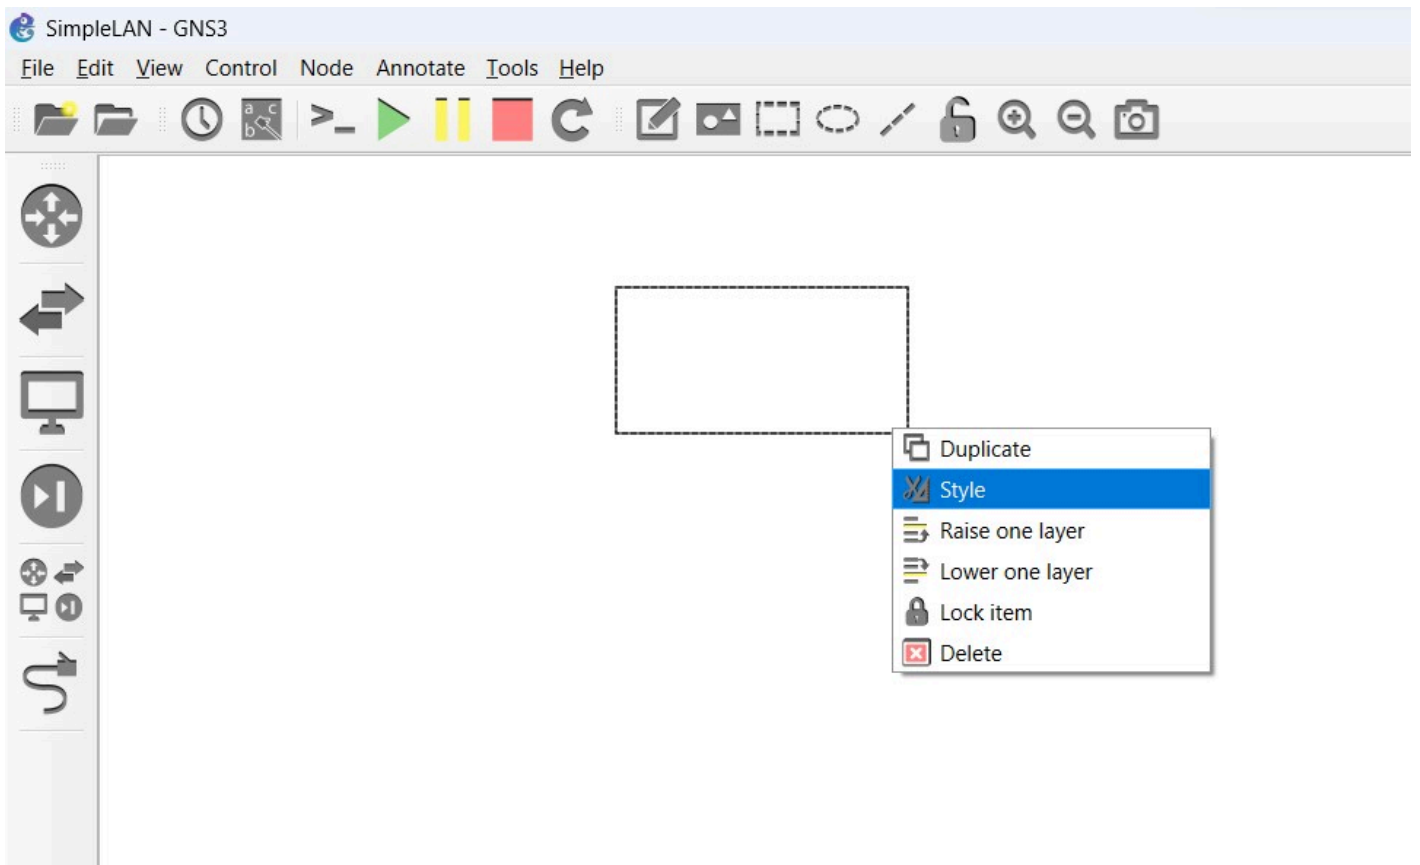 SimpleLAN - GNS3
File Edit View Control Node Annotate Tools Help
a c
b
Duplicate
Style
Raise one layer
Lower one layer
Lock item
Delete